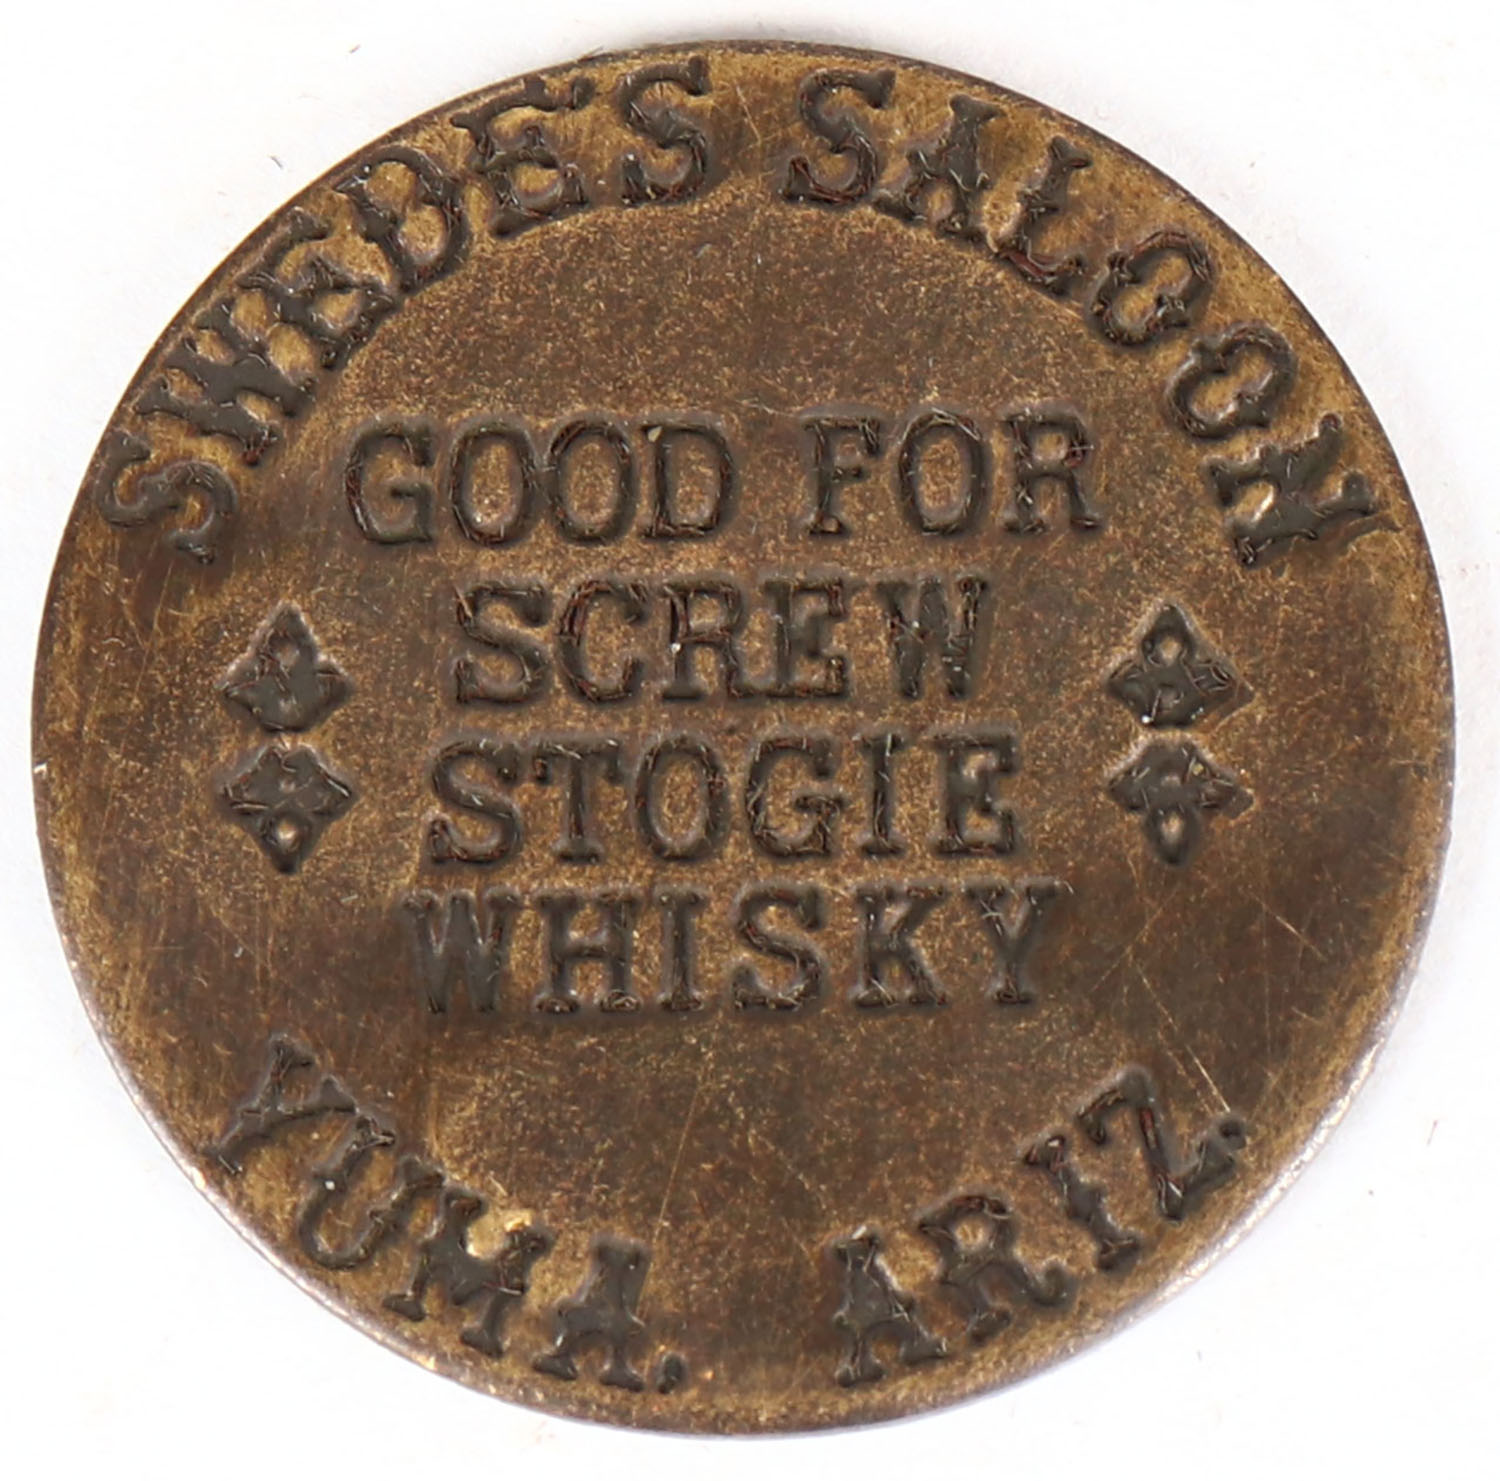 SWEDE'S SALOON
GOOD FOR
SCREW
STOGIE
WHISKY
YUMA, ARIZ.